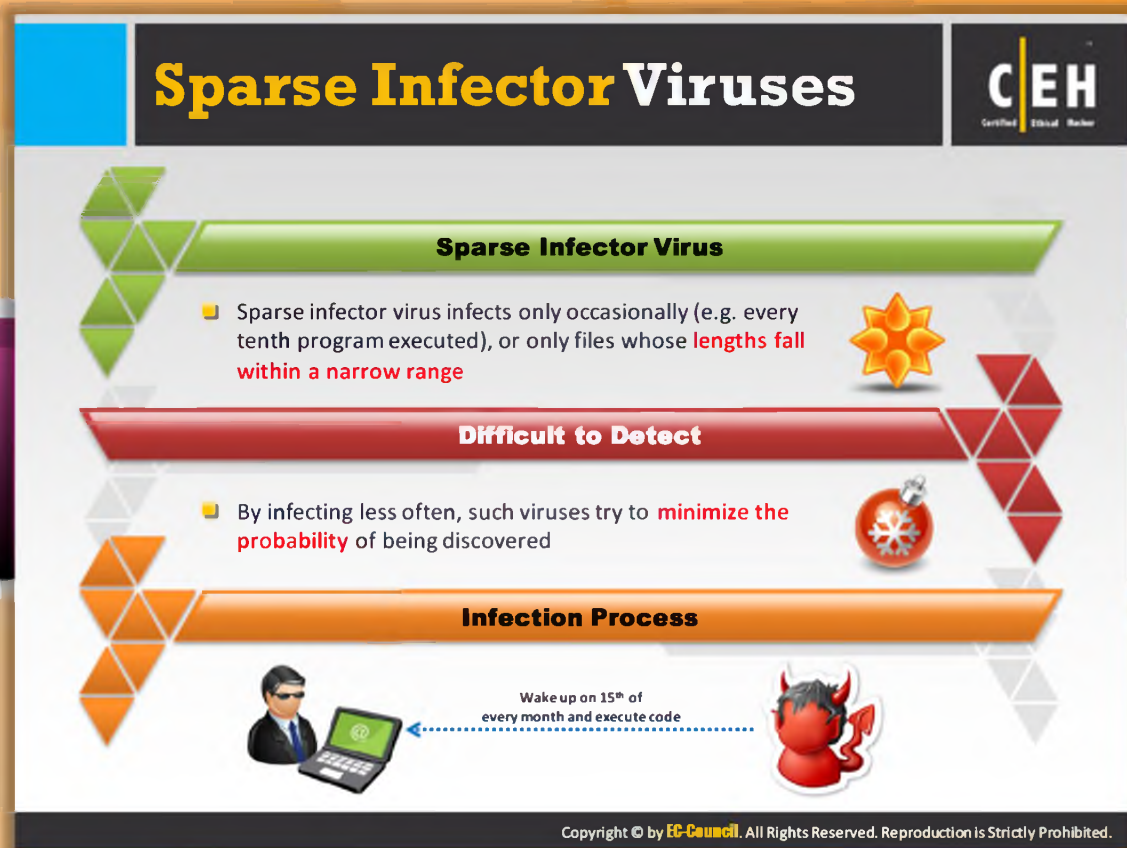 Sparse Infector Viruses
C EH
Certified Ethical Hacker
Sparse Infector Virus
Sparse infector virus infects only occasionally (e.g. every
tenth program executed), or only files whose lengths fall
within a narrow range
Difficult to Detect
By infecting less often, such viruses try to minimize the
probability of being discovered
Infection Process
Wake up on 15th of
every month and execute code
@
Copyright © by EC-Council. All Rights Reserved. Reproduction is Strictly Prohibited.